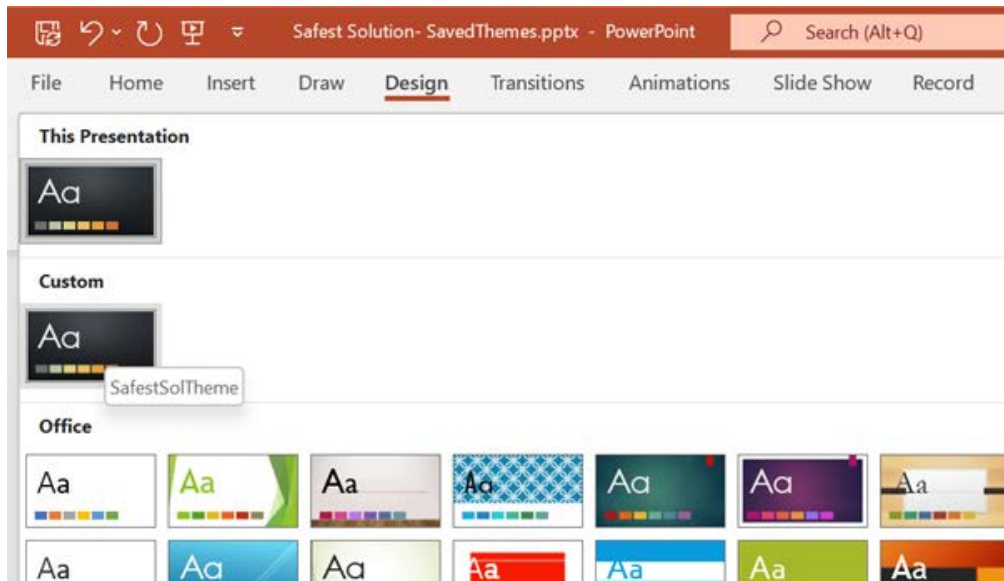 Safest Solution- SavedThemes.pptx - PowerPoint
Search (Alt+Q)
File Home Insert Draw Design Transitions Animations Slide Show Record
This Presentation
Aa
Custom
Aa
SafestSolTheme
Office
Aa Aa Aa Aa Aa Aa Aa
Aa Aa Aa Aa Aa Aa Aa